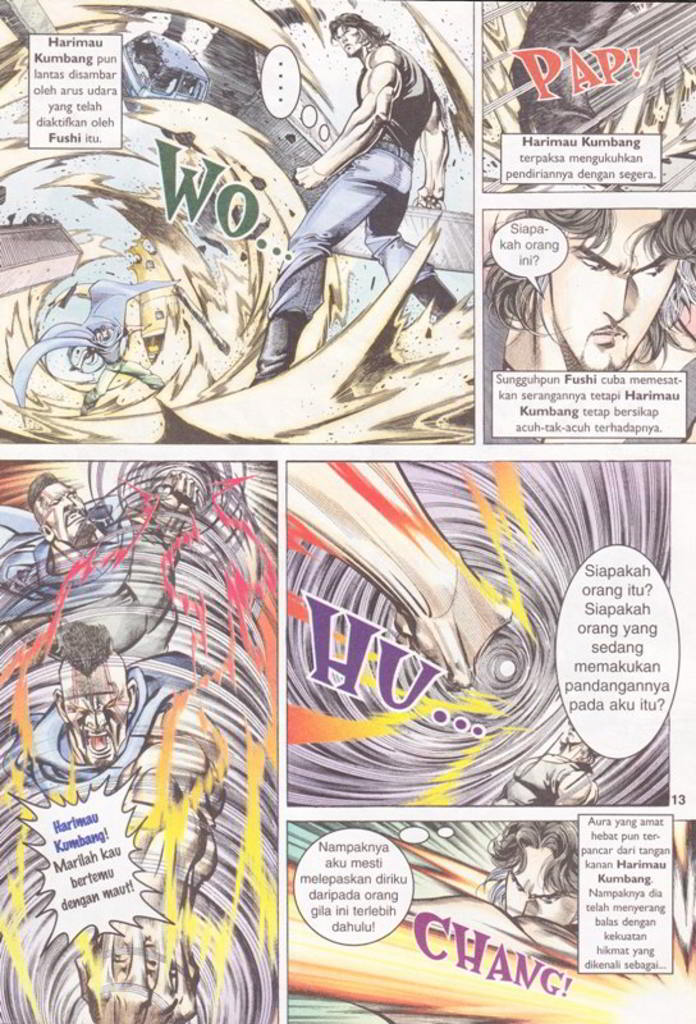 Harimau
Kumbang pun
lantas disambar
oleh arus udara
yang telah
diaktifkan oleh
Fushi itu.
....
WO...
PAP!
Harimau Kumbang
terpaksa mengukuhkan
pendiriannya dengan segera.
Siapa-
kah orang
ini?
Sungguhpun Fushi cuba memesat-
kan serangannya tetapi Harimau
Kumbang tetap bersikap
acuh-tak-acuh terhadapnya.
Harimau
Kumbang!
Marilah kau
bertemu
dengan maut!
HU...
Siapakah
orang itu?
Siapakah
orang yang
sedang
memakukan
pandangannya
pada aku itu?
13
Nampaknya
aku mesti
melepaskan diriku
daripada orang
gila ini terlebih
dahulu!
CHANG!
Aura yang amat
hebat pun ter-
pancar dari tangan
kanan Harimau
Kumbang.
Nampaknya dia
telah menyerang
balas dengan
kekuatan
hikmat yang
dikenali sebagai...